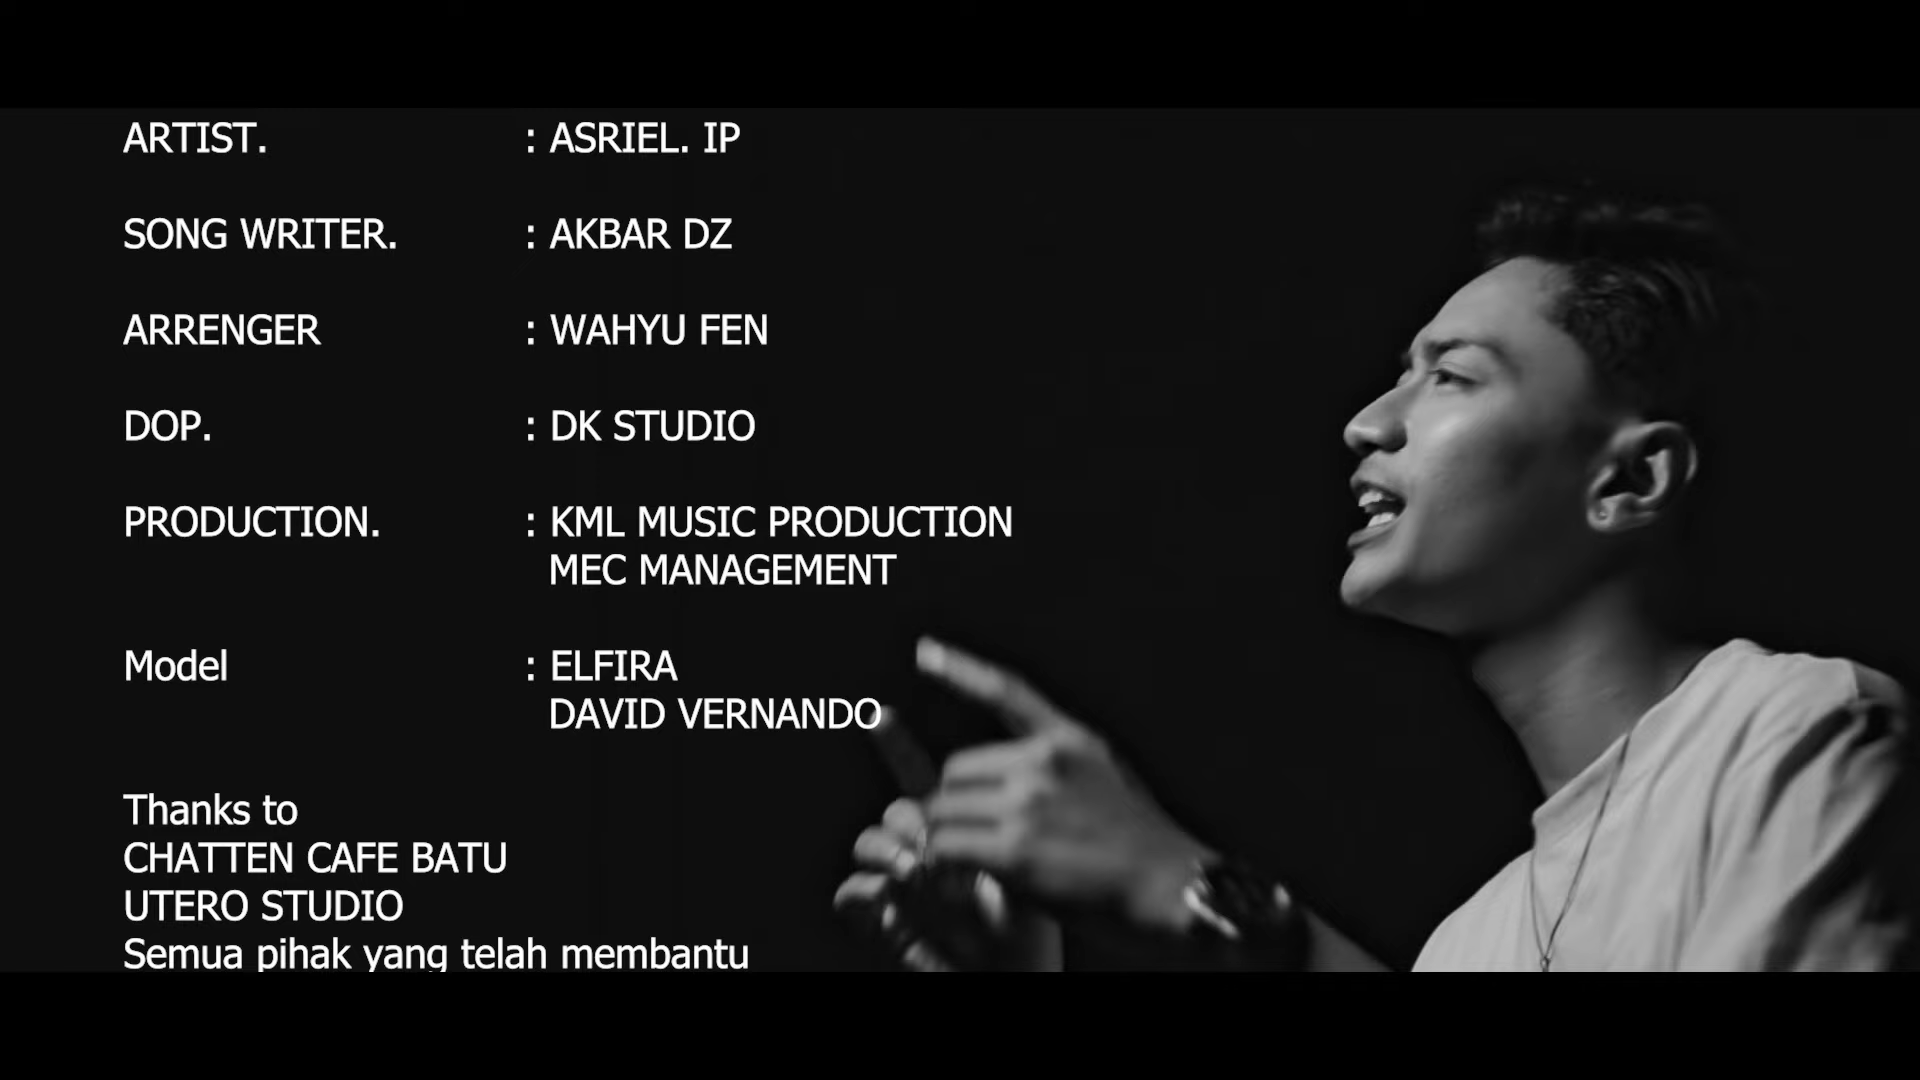 ARTIST. : ASRIEL. IP
SONG WRITER. : AKBAR DZ
ARRENGER : WAHYU FEN
DOP. : DK STUDIO
PRODUCTION. : KML MUSIC PRODUCTION
MEC MANAGEMENT
Model : ELFIRA
DAVID VERNANDO
Thanks to
CHATTEN CAFE BATU
UTERO STUDIO
Semua pihak yang telah membantu